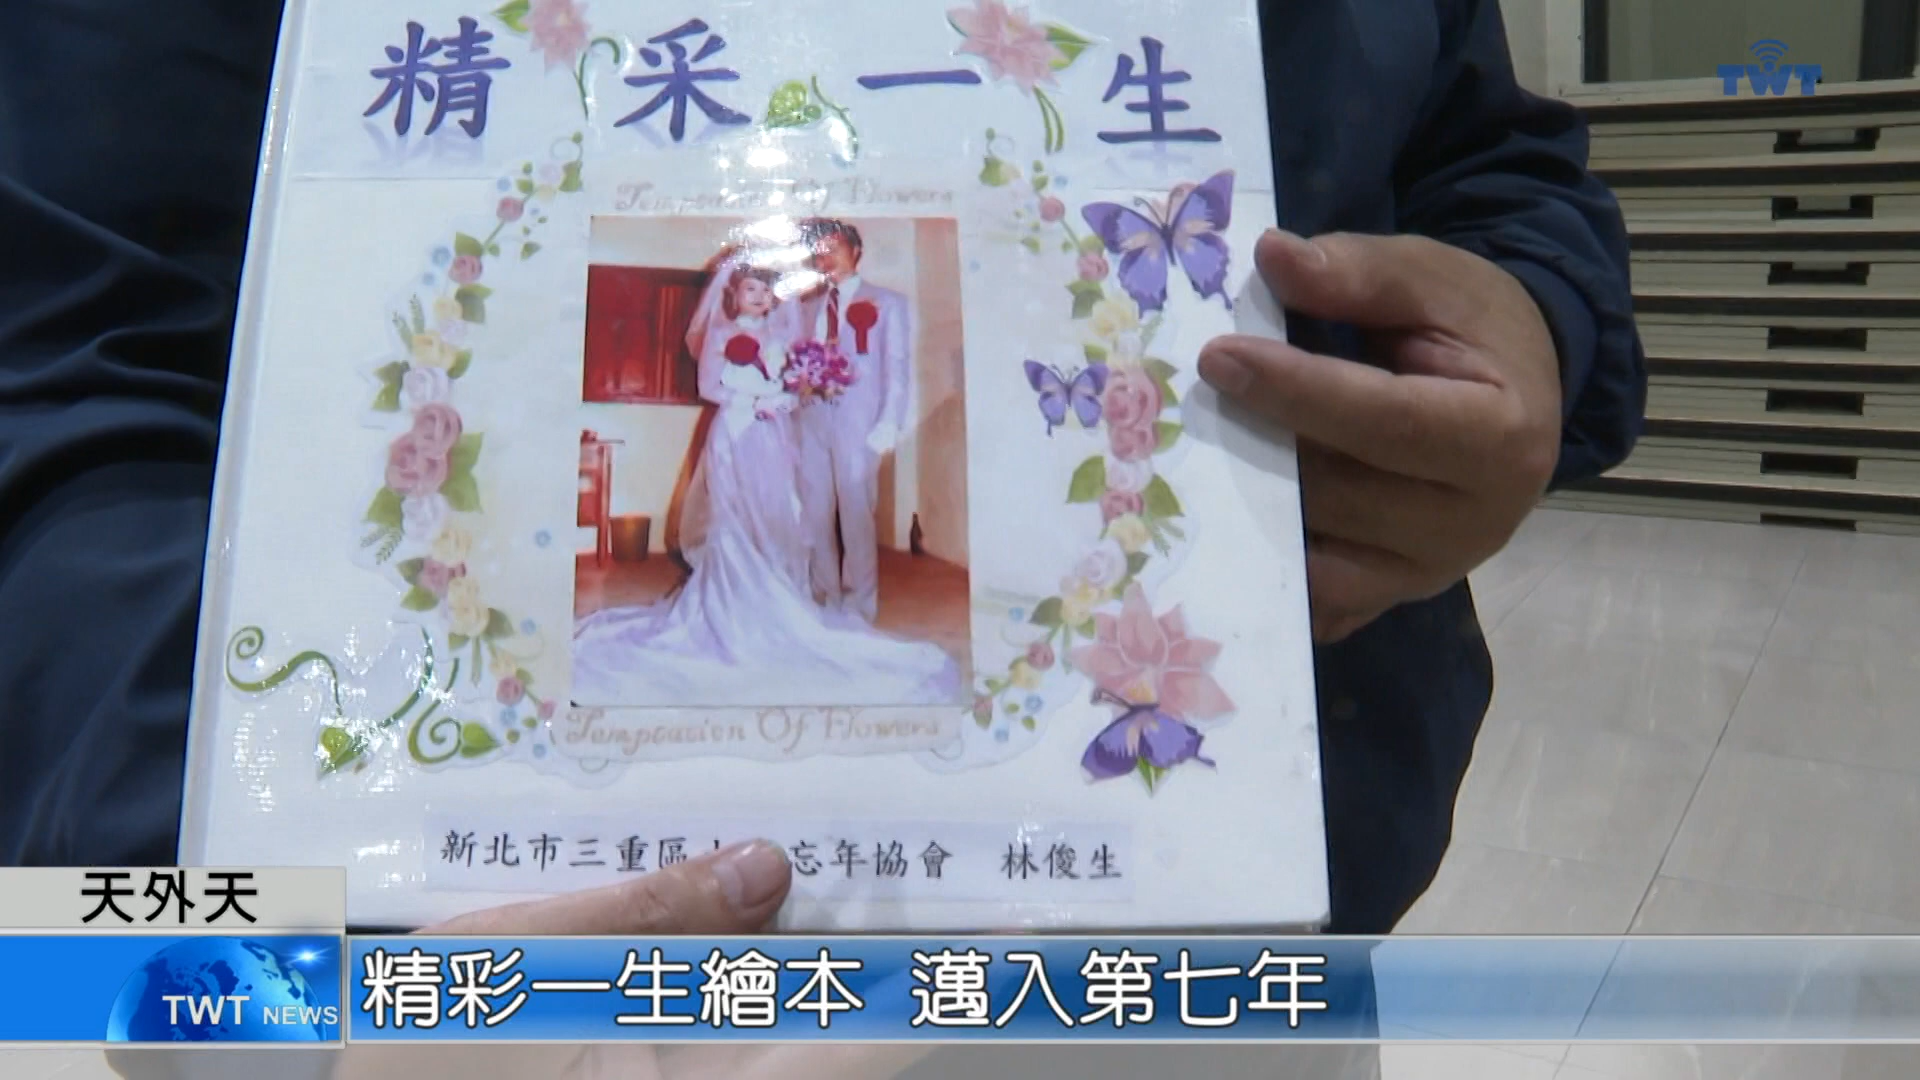 TWT
精采一生
Temptation Of Flowers
Temptation Of Flowers
新北市三重區 忘年協會 林俊生
天外天
TWT NEWS
精彩一生繪本 邁入第七年